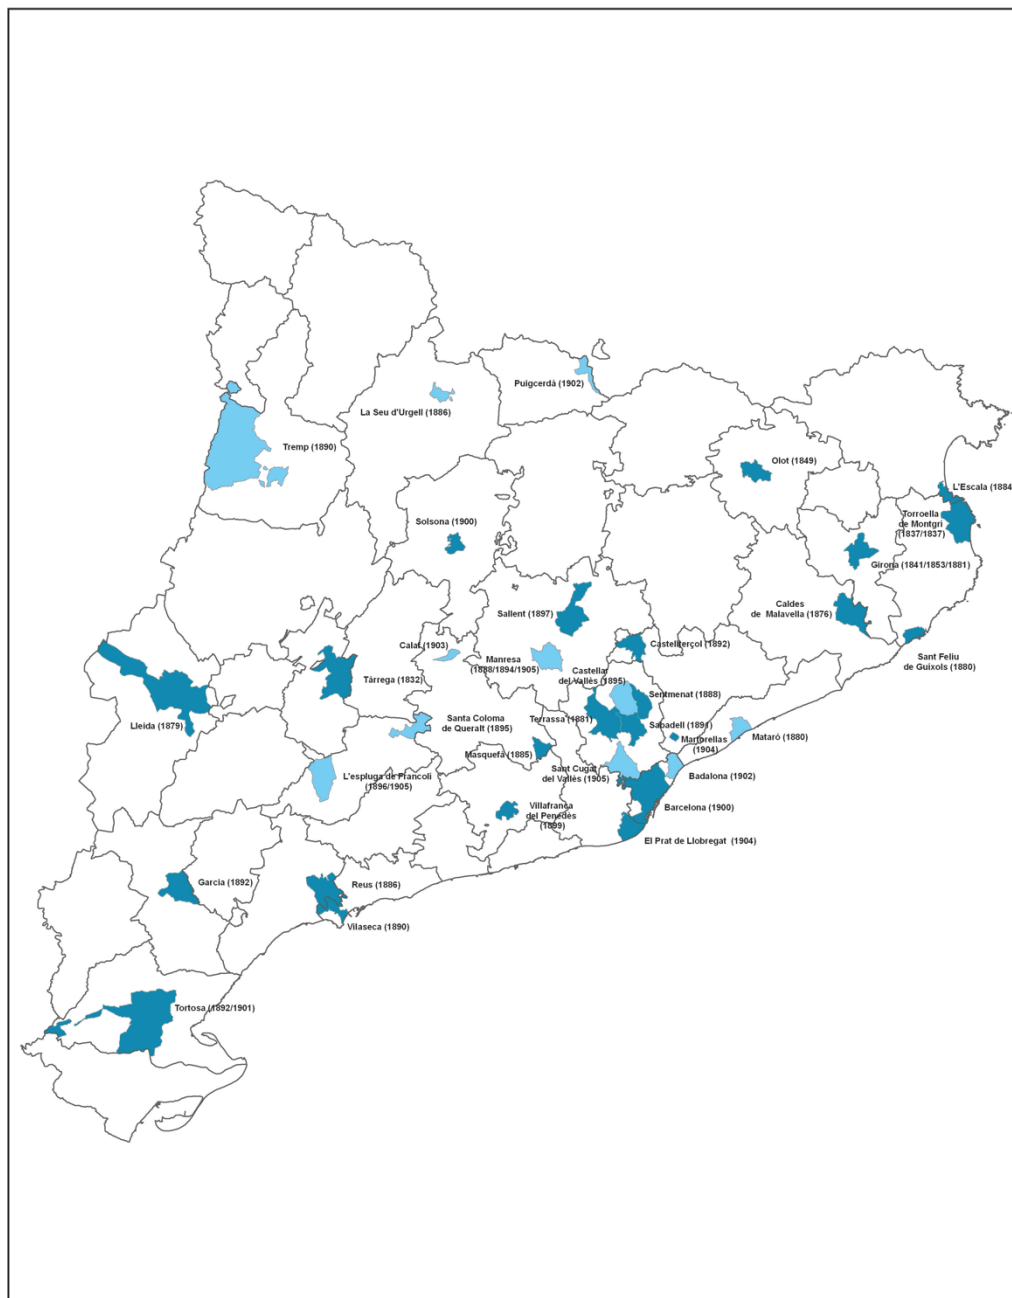 Puigcerdà (1902)
La Seu d'Urgell (1886)
Tremp (1890)
Olot (1849)
L'Escala (1884
Solsona (1900)
Torroella
de Montgrí
(1837/1837)
Girona (1841/1853/1881)
Sallent (1897)
Caldes
de Malavella (1876)
Calaf (1903)
Castellterçol (1892)
Manresa
(1888/1894/1905)
Castellar
del Vallès (1895)
Sant Feliu
de Guíxols (1880)
Tàrrega (1832)
Sentmenat (1888)
Lleida (1879)
Santa Coloma
de Queralt (1895)
Terrassa (1881)
Sabadell (1891)
Martorellas
(1904)
Mataró (1880)
Masquefa (1885)
Sant Cugat
del Vallès (1905)
L'espluga de Francolí
(1896/1905)
Badalona (1902)
Villafranca
del Penedès
(1899)
Barcelona (1900)
El Prat de Llobregat (1904)
Garcia (1892)
Reus (1886)
Vilaseca (1890)
Tortosa (1892/1901)